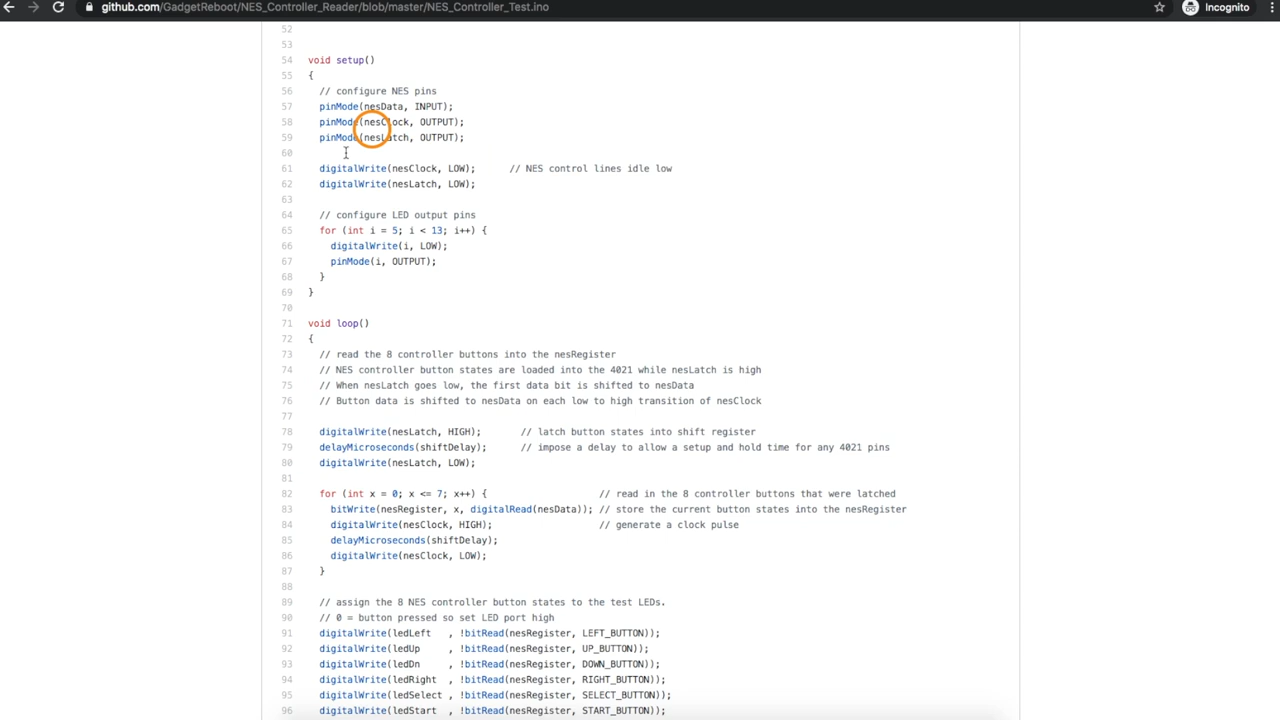 github.com/GadgetReboot/NES_Controller_Reader/blob/master/NES_Controller_Test.ino
Incognito
52
53
54 void setup()
55 {
56 // configure NES pins
57 pinMode(nesData, INPUT);
58 pinMode(nesClock, OUTPUT);
59 pinMode(nesLatch, OUTPUT);
60
61 digitalWrite(nesClock, LOW); // NES control lines idle low
62 digitalWrite(nesLatch, LOW);
63
64 // configure LED output pins
65 for (int i = 5; i < 13; i++) {
66 digitalWrite(i, LOW);
67 pinMode(i, OUTPUT);
68 }
69 }
70
71 void loop()
72 {
73 // read the 8 controller buttons into the nesRegister
74 // NES controller button states are loaded into the 4021 while nesLatch is high
75 // When nesLatch goes low, the first data bit is shifted to nesData
76 // Button data is shifted to nesData on each low to high transition of nesClock
77
78 digitalWrite(nesLatch, HIGH); // latch button states into shift register
79 delayMicroseconds(shiftDelay); // impose a delay to allow a setup and hold time for any 4021 pins
80 digitalWrite(nesLatch, LOW);
81
82 for (int x = 0; x <= 7; x++) { // read in the 8 controller buttons that were latched
83 bitWrite(nesRegister, x, digitalRead(nesData)); // store the current button states into the nesRegister
84 digitalWrite(nesClock, HIGH); // generate a clock pulse
85 delayMicroseconds(shiftDelay);
86 digitalWrite(nesClock, LOW);
87 }
88
89 // assign the 8 NES controller button states to the test LEDs.
90 // 0 = button pressed so set LED port high
91 digitalWrite(ledLeft , !bitRead(nesRegister, LEFT_BUTTON));
92 digitalWrite(ledUp , !bitRead(nesRegister, UP_BUTTON));
93 digitalWrite(ledDn , !bitRead(nesRegister, DOWN_BUTTON));
94 digitalWrite(ledRight , !bitRead(nesRegister, RIGHT_BUTTON));
95 digitalWrite(ledSelect , !bitRead(nesRegister, SELECT_BUTTON));
96 digitalWrite(ledStart , !bitRead(nesRegister, START_BUTTON));